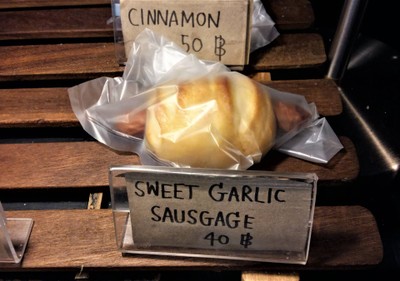 CINNAMON
50 ฿
SWEET GARLIC
SAUSGAGE
40 ฿